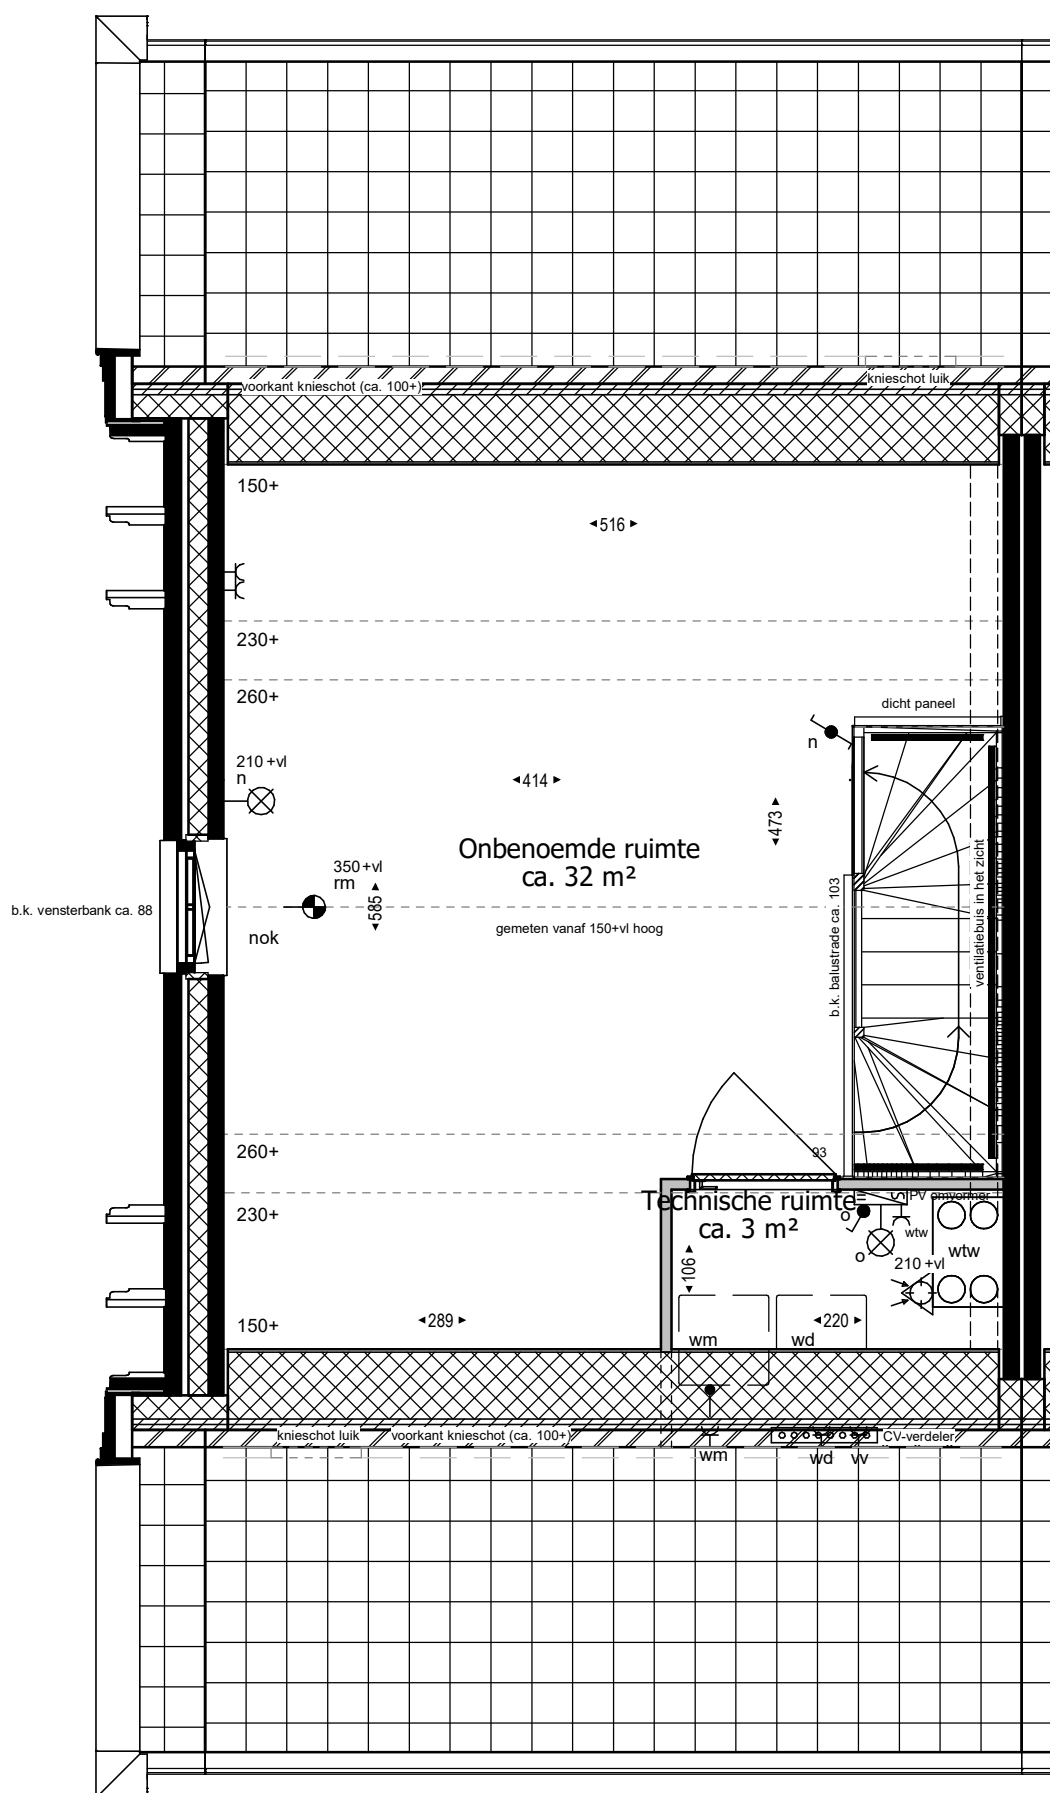 voorkant knieschot (ca. 100+)
knieschot luik
150+
516
230+
260+
dicht paneel
n
210 +vl
n
414
473
Onbenoemde ruimte
ca. 32 m²
350+vl
rm
585
b.k. vensterbank ca. 88
nok
gemeten vanaf 150+vl hoog
b.k. balustrade ca. 103
ventilatiebuis in het zicht
260+
93
230+
Technische ruimte
ca. 3 m²
PV omvormer
o
wtw
wtw
o
210 +vl
106
150+
289
220
wm
wd
knieschot luik
voorkant knieschot (ca. 100+)
CV-verdeler
wm
wd
vv